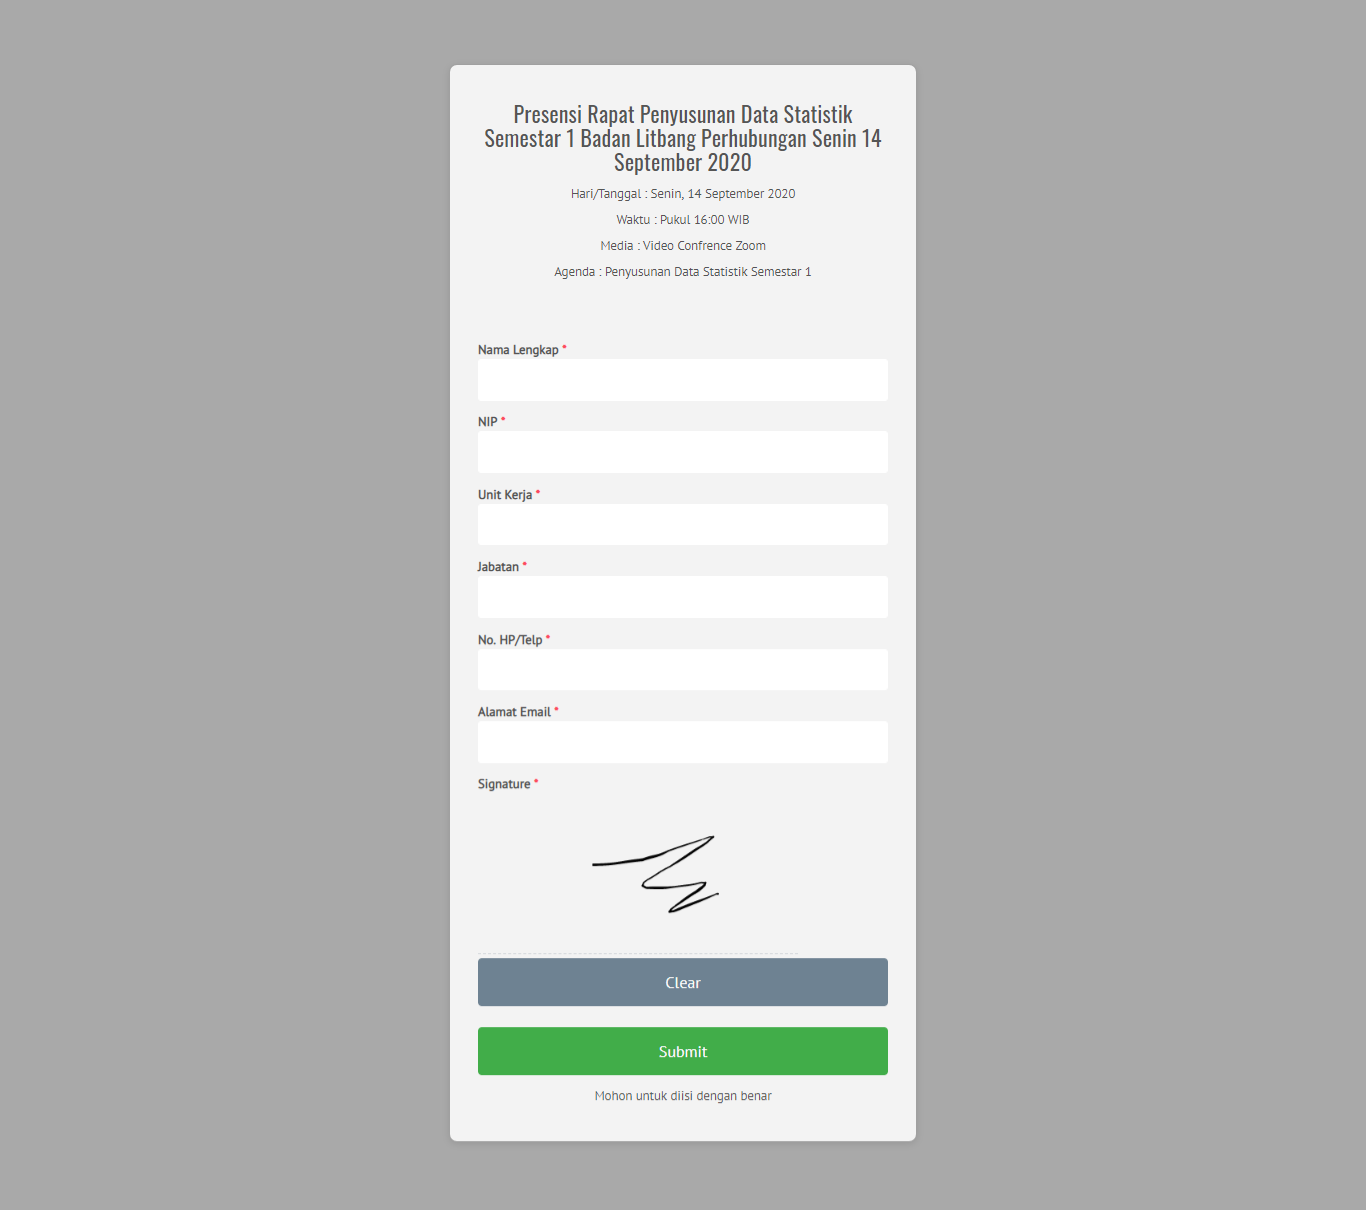 Presensi Rapat Penyusunan Data Statistik
Semestar 1 Badan Litbang Perhubungan Senin 14
September 2020
Hari/Tanggal : Senin, 14 September 2020
Waktu : Pukul 16:00 WIB
Media : Video Confrence Zoom
Agenda : Penyusunan Data Statistik Semestar 1
Nama Lengkap *
NIP *
Unit Kerja *
Jabatan *
No. HP/Telp *
Alamat Email *
Signature *
Clear
Submit
Mohon untuk diisi dengan benar